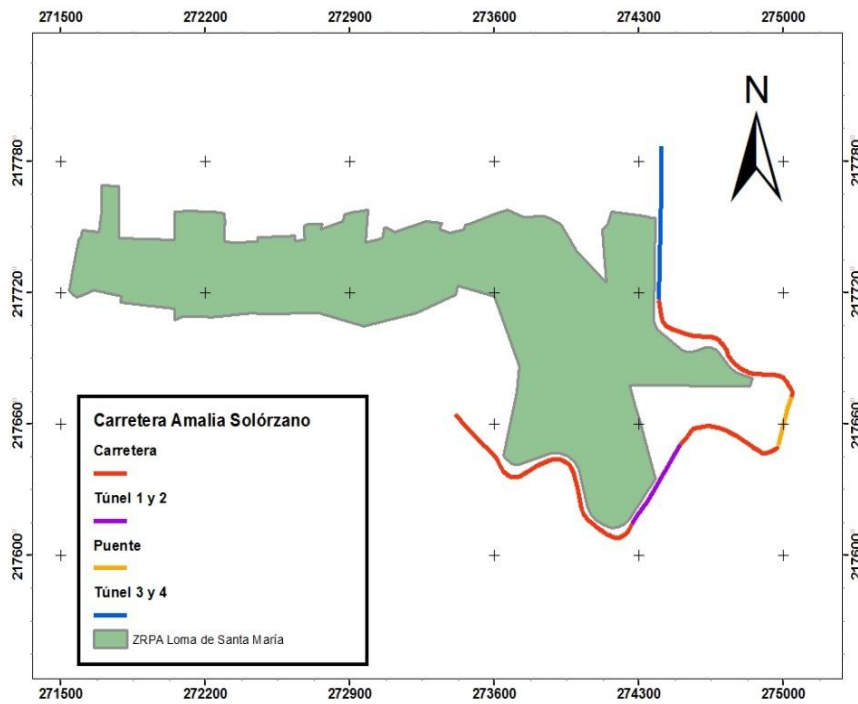 271500 272200 272900 273600 274300 275000
N
217780 217780
217720 217720
217660 217660
217600 217600
Carretera Amalia Solórzano
Carretera
Túnel 1 y 2
Puente
Túnel 3 y 4
ZRPA Loma de Santa María
271500 272200 272900 273600 274300 275000